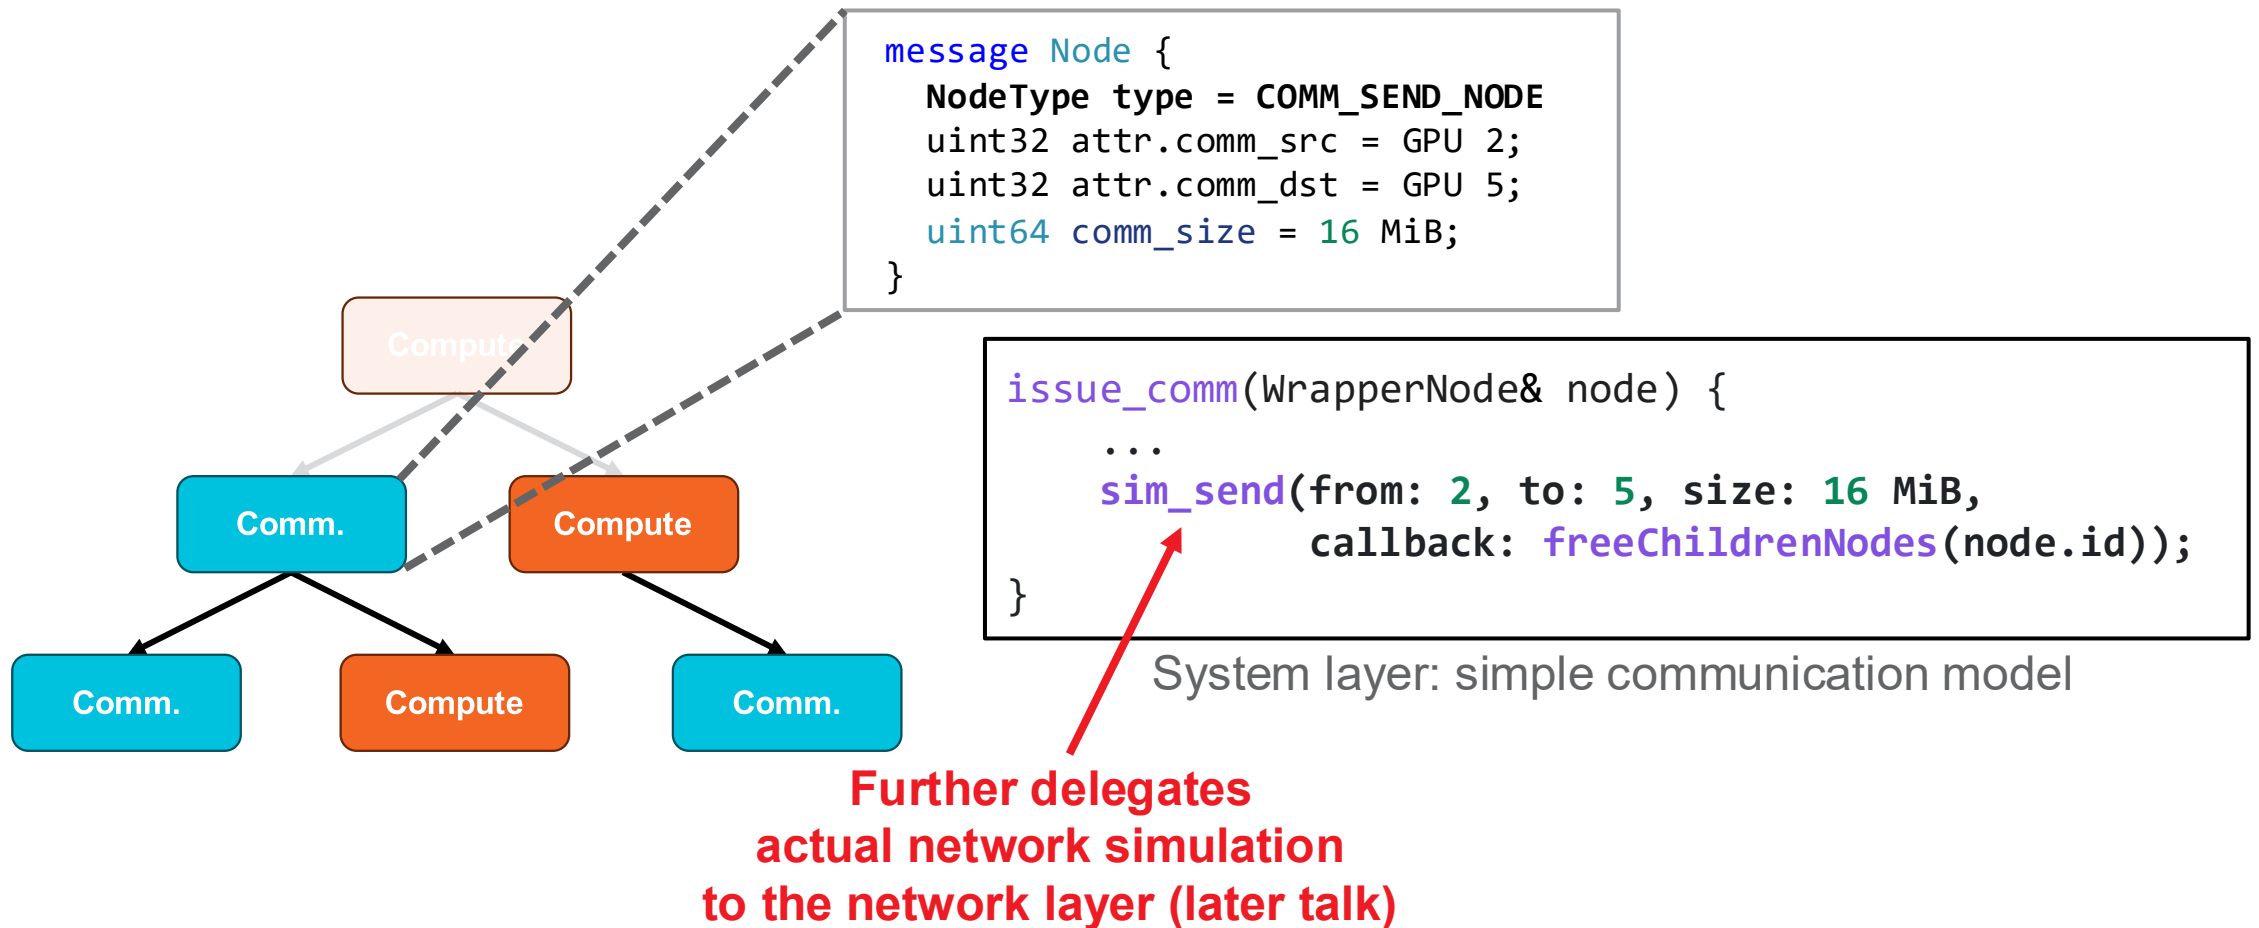 message Node {
NodeType type = COMM_SEND_NODE
uint32 attr.comm_src = GPU 2;
uint32 attr.comm_dst = GPU 5;
uint64 comm_size = 16 MiB;
}
Compute
Comm.
Compute
Comm.
Compute
Comm.
issue_comm(WrapperNode& node) {
...
sim_send(from: 2, to: 5, size: 16 MiB,
callback: freeChildrenNodes(node.id));
}
System layer: simple communication model
Further delegates
actual network simulation
to the network layer (later talk)